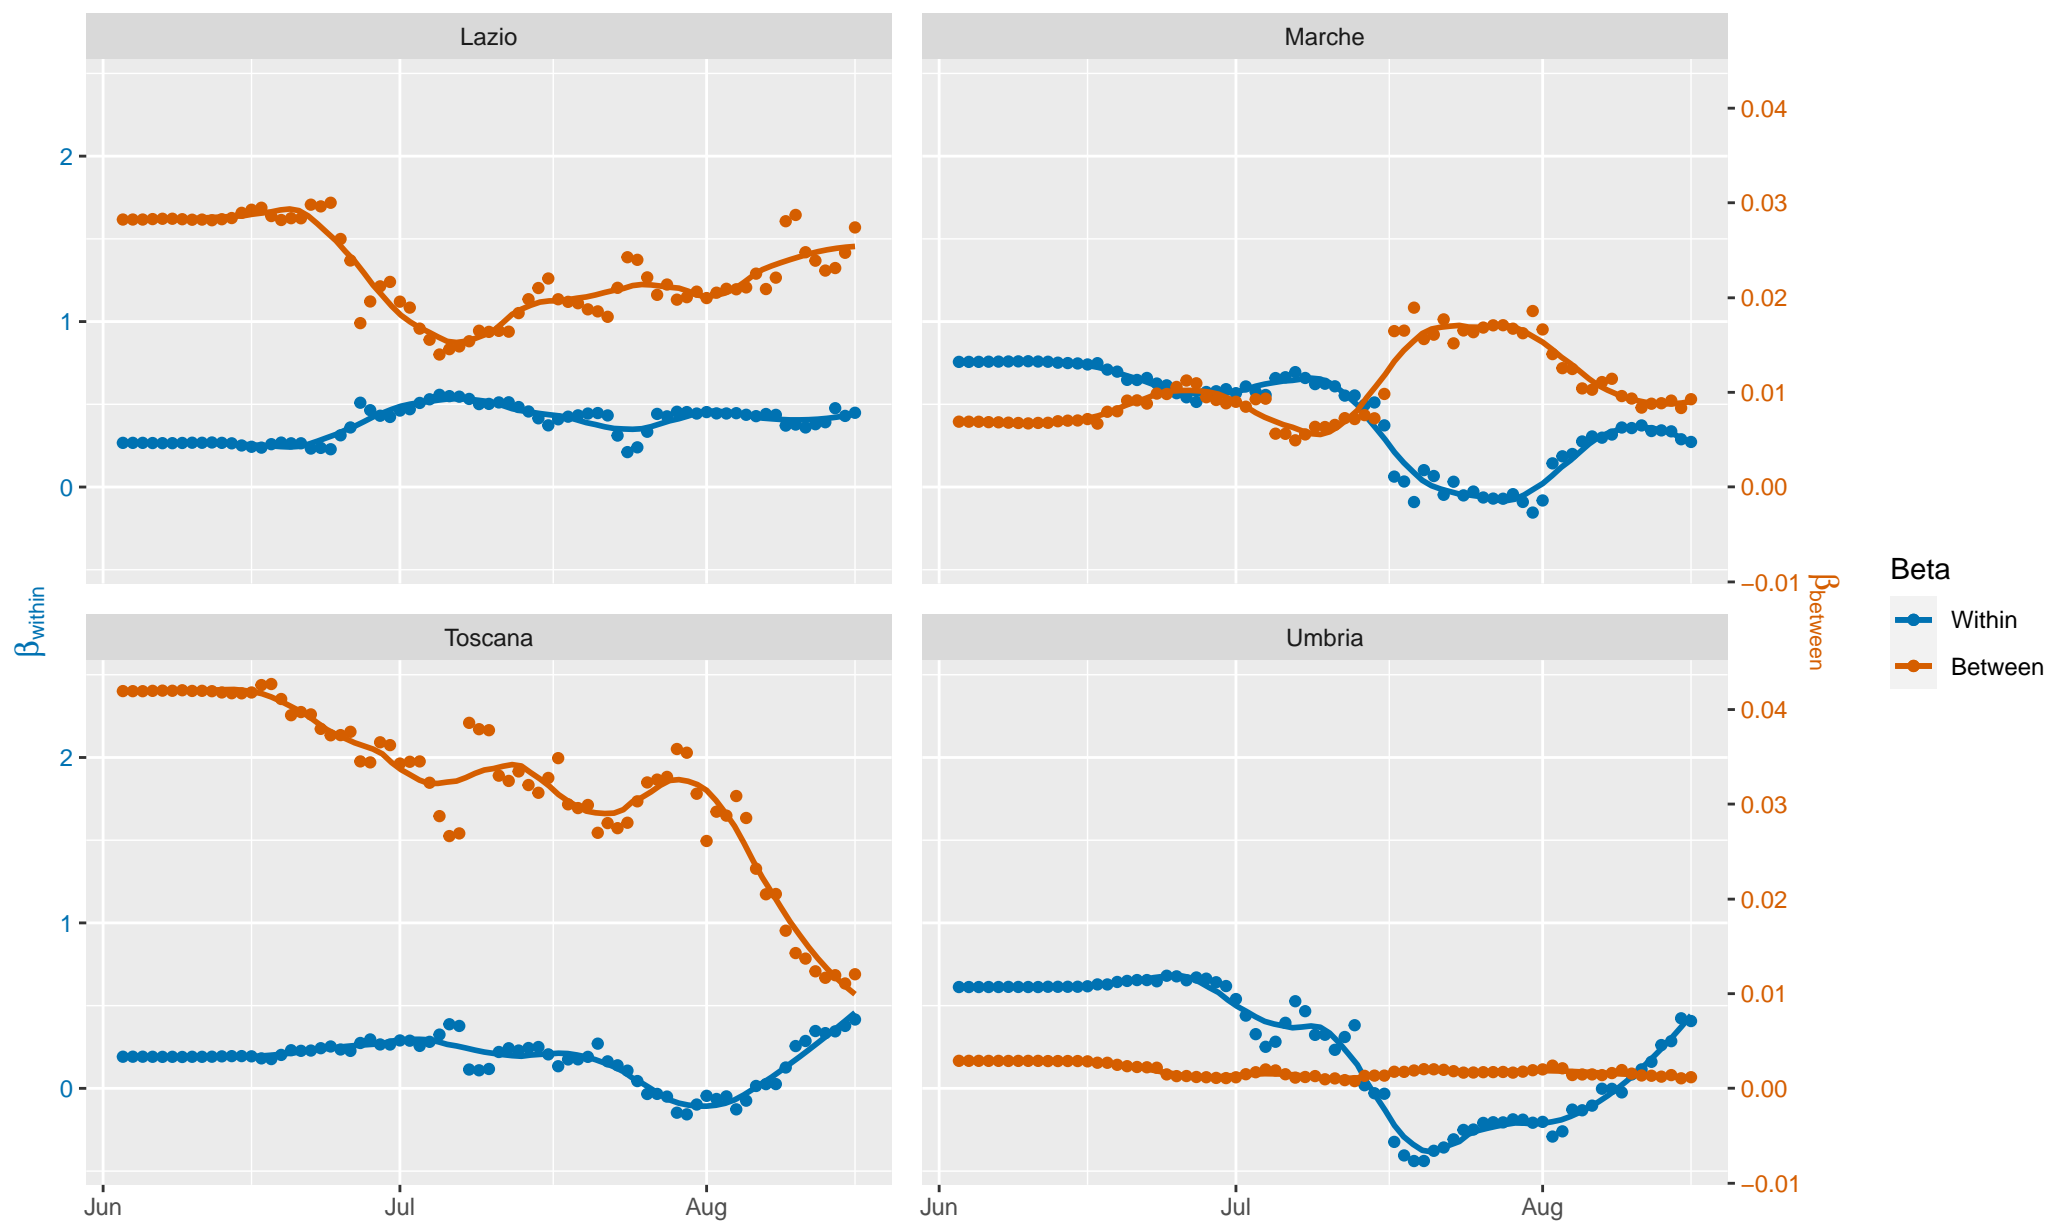 Lazio
Marche
2
1
0
0.04
0.03
0.02
0.01
0.00
−0.01
βwithin
βbetween
Beta
Within
Between
Toscana
Umbria
2
1
0
0.04
0.03
0.02
0.01
0.00
−0.01
Jun Jul Aug
Jun Jul Aug